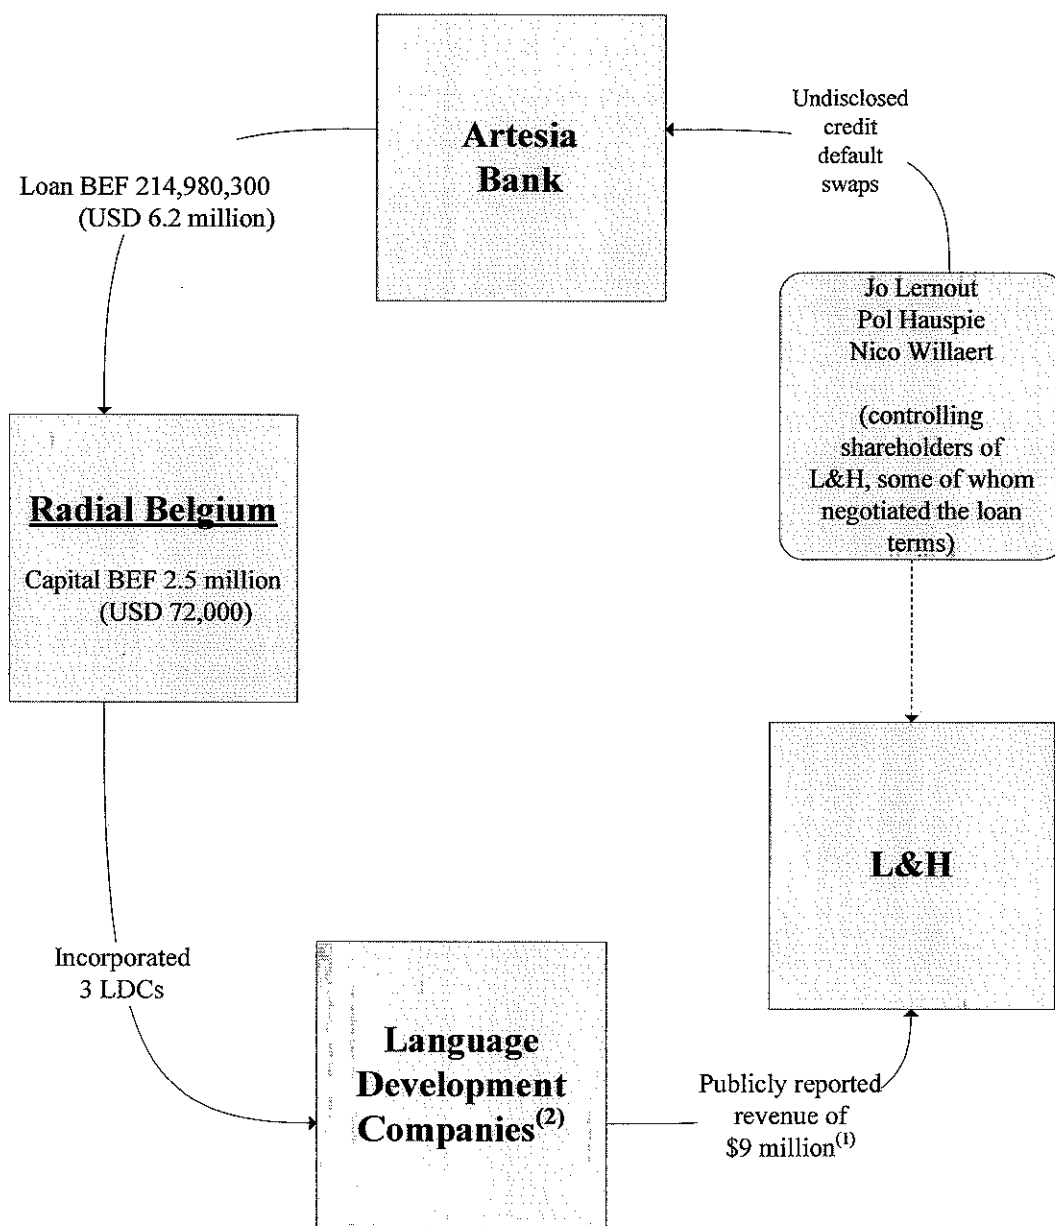 Artesia
Bank
Undisclosed
credit
default
swaps
Loan BEF 214,980,300
(USD 6.2 million)
Jo Lernout
Pol Hauspie
Nico Willaert
(controlling
shareholders of
L&H, some of whom
negotiated the loan
terms)
Radial Belgium
Capital BEF 2.5 million
(USD 72,000)
L&H
Incorporated
3 LDCs
Language
Development
Companies(2)
Publicly reported
revenue of
$9 million(1)